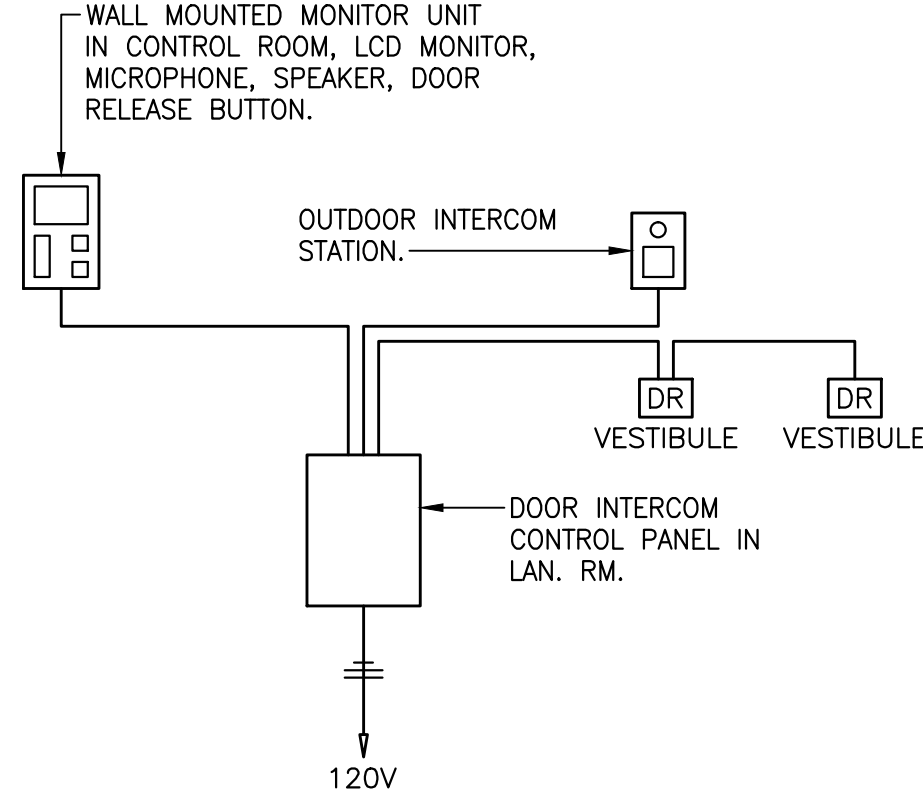 WALL MOUNTED MONITOR UNIT
IN CONTROL ROOM, LCD MONITOR,
MICROPHONE, SPEAKER, DOOR
RELEASE BUTTON.
OUTDOOR INTERCOM
STATION.
DR
DR
VESTIBULE
VESTIBULE
DOOR INTERCOM
CONTROL PANEL IN
LAN. RM.
120V